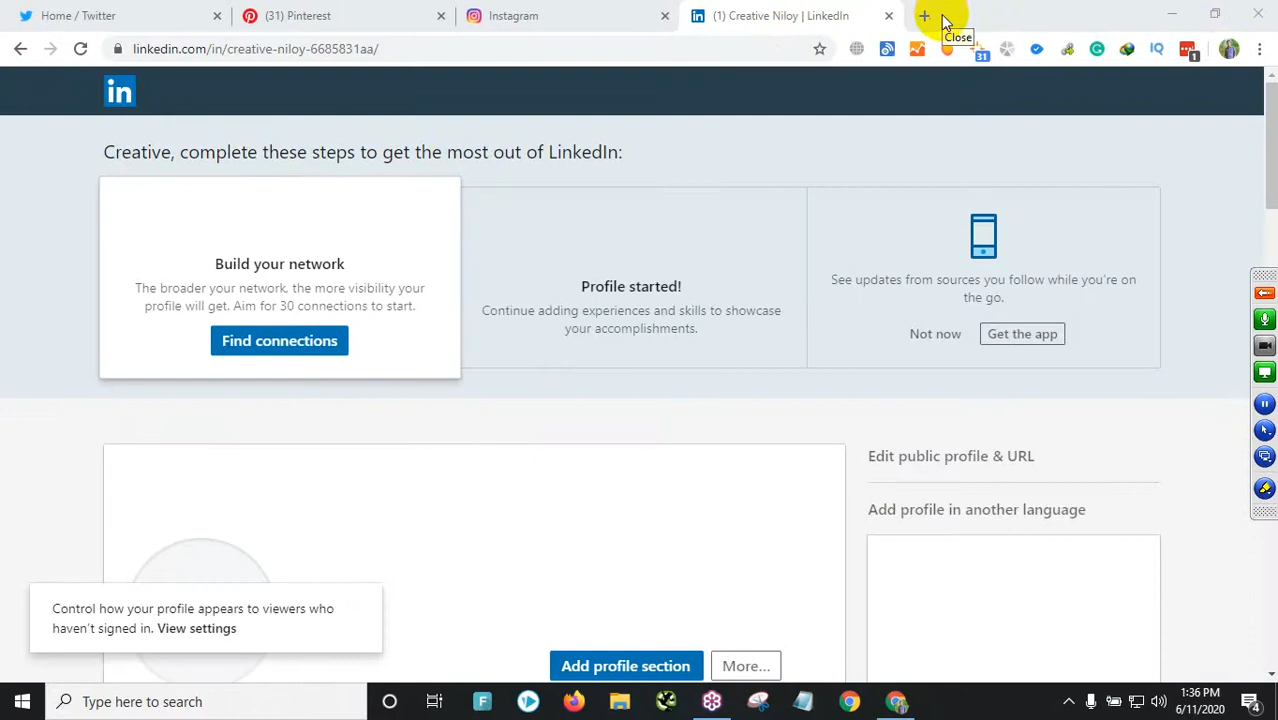 Home / Twitter
(31) Pinterest
Instagram
(1) Creative Niloy | LinkedIn
Close
linkedin.com/in/creative-niloy-6685831aa/
31
IQ
1
in
Creative, complete these steps to get the most out of LinkedIn:
Build your network
The broader your network, the more visibility your
profile will get. Aim for 30 connections to start.
Find connections
Profile started!
Continue adding experiences and skills to showcase
your accomplishments.
See updates from sources you follow while you're on
the go.
Not now
Get the app
Edit public profile & URL
Add profile in another language
Control how your profile appears to viewers who
haven't signed in. View settings
Add profile section
More...
Type here to search
F
1:36 PM
6/11/2020
4